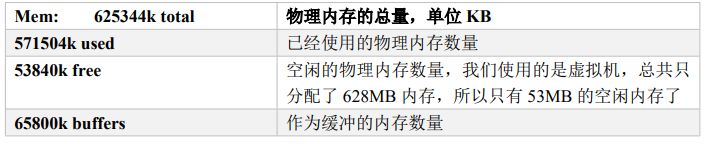 Mem: 625344k total 物理内存的总量，单位 KB
571504k used 已经使用的物理内存数量
53840k free 空闲的物理内存数量，我们使用的是虚拟机，总共只
分配了 628MB 内存，所以只有 53MB 的空闲内存了
65800k buffers 作为缓冲的内存数量